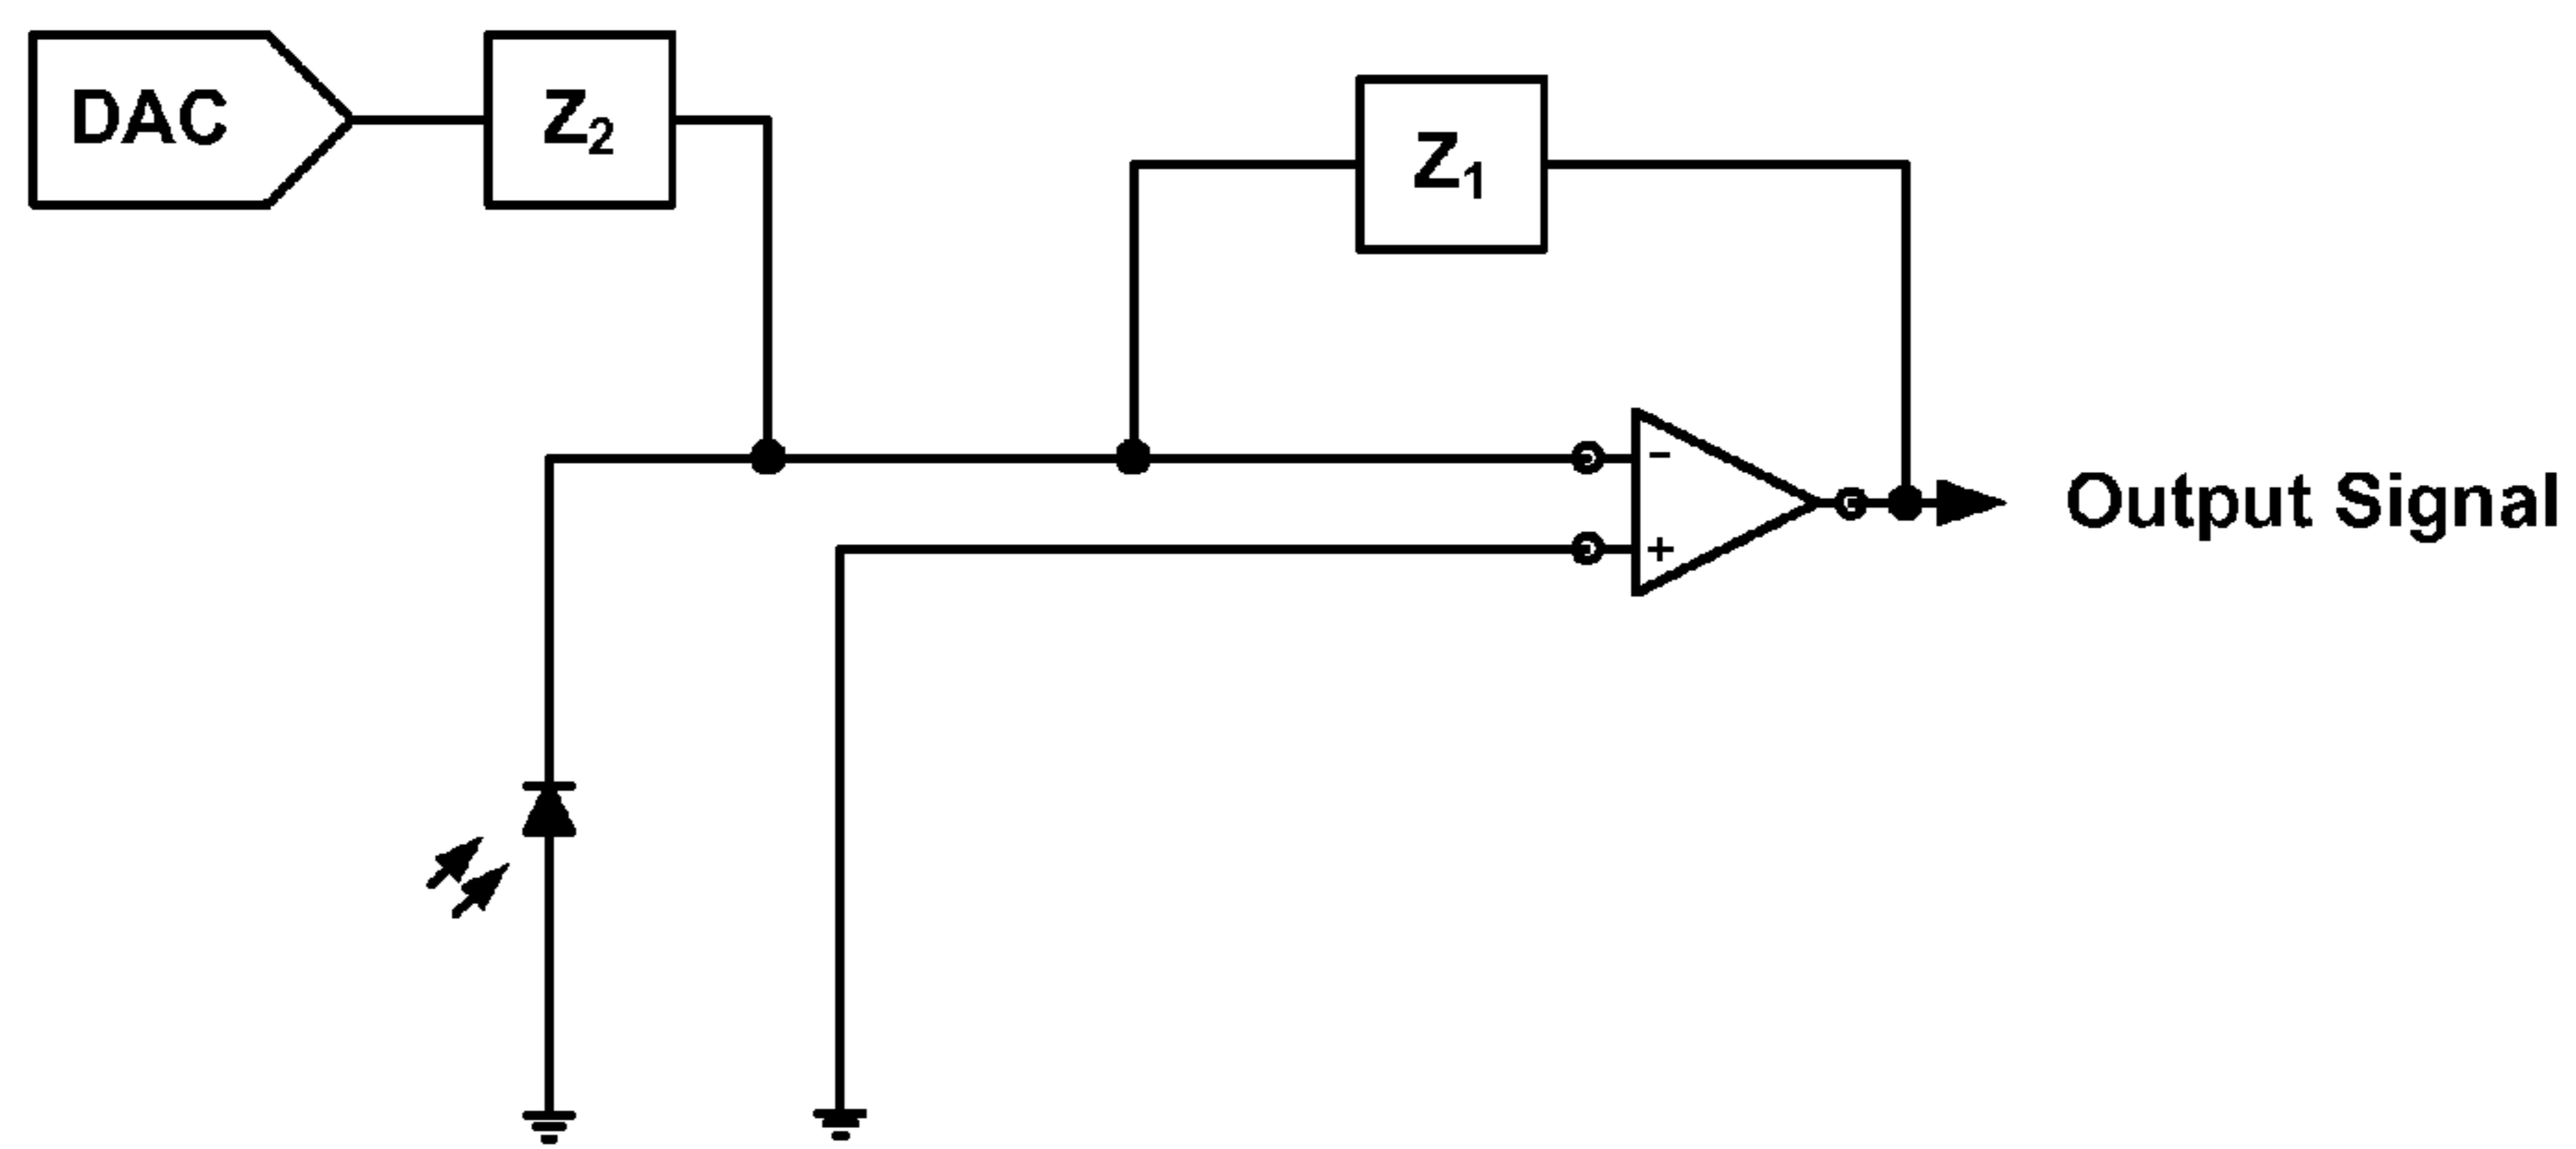 DAC
Z₂
Z₁
−
+
Output Signal